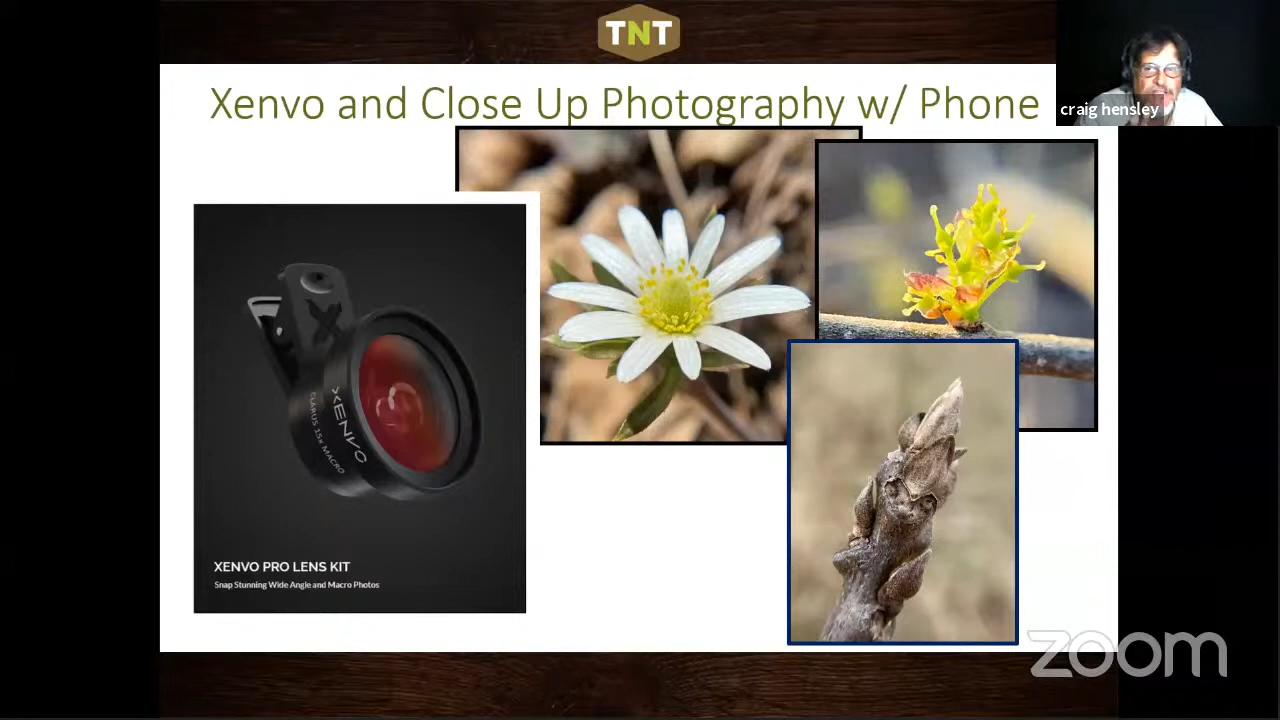 TNT
Xenvo and Close Up Photography w/ Phone
craig hensley
XENVO
CLARUS 15x MACRO
XENVO PRO LENS KIT
Snap Stunning Wide Angle and Macro Photos
zoom